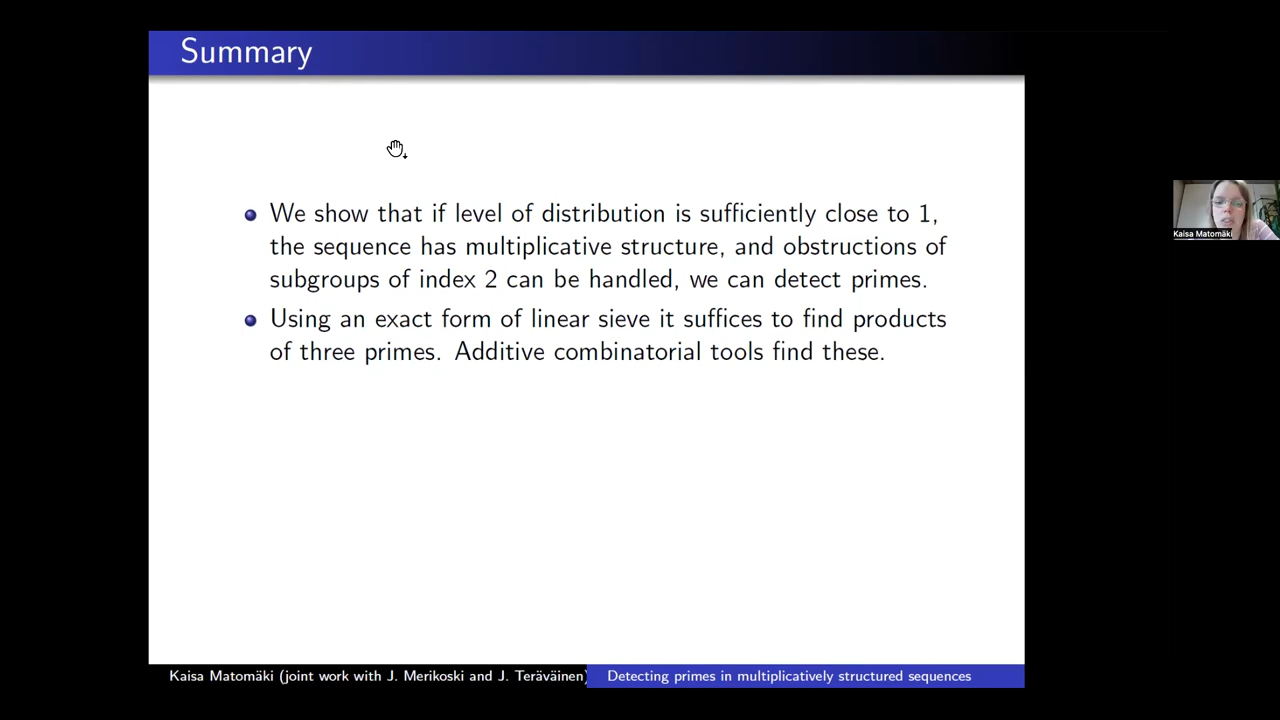 Summary
We show that if level of distribution is sufficiently close to 1,
the sequence has multiplicative structure, and obstructions of
subgroups of index 2 can be handled, we can detect primes.
Using an exact form of linear sieve it suffices to find products
of three primes. Additive combinatorial tools find these.
Kaisa Matomäki
Kaisa Matomäki (joint work with J. Merikoski and J. Teräväinen)
Detecting primes in multiplicatively structured sequences